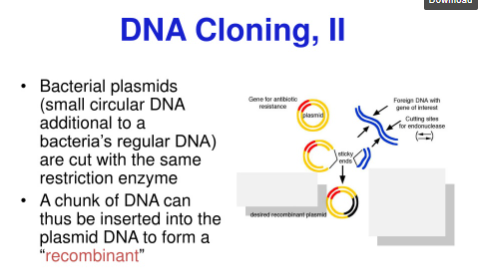 Download
DNA Cloning, II
• Bacterial plasmids
(small circular DNA
additional to a
bacteria's regular DNA)
are cut with the same
restriction enzyme
• A chunk of DNA can
thus be inserted into the
plasmid DNA to form a
"recombinant"
Gene for antibiotic
resistance
plasmid
Foreign DNA with
gene of interest
Cutting sites
for endonuclease
sticky
ends
desired recombinant plasmid